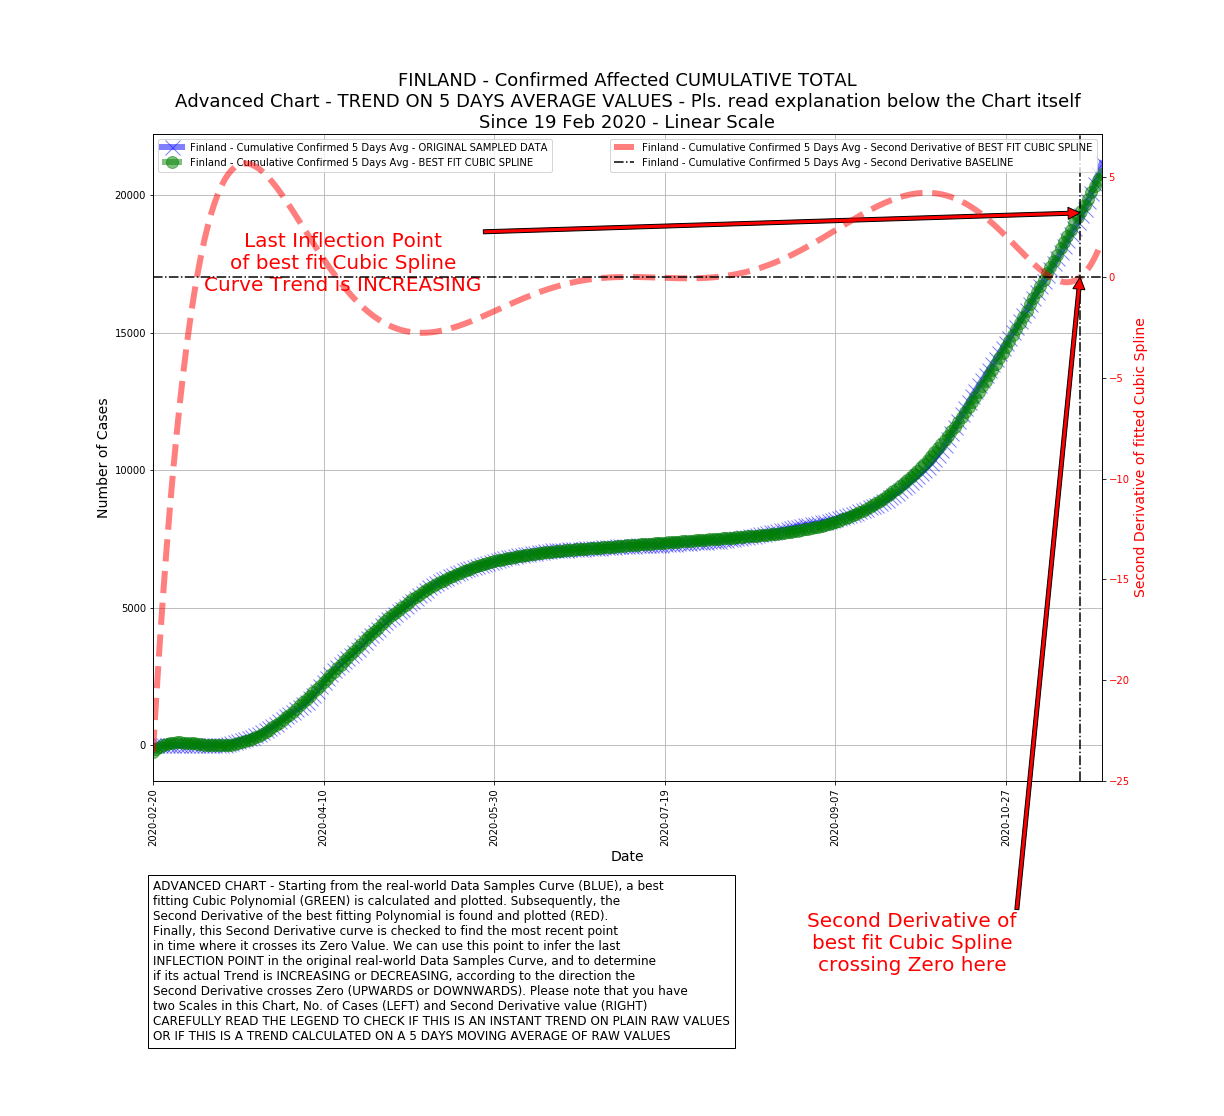 FINLAND - Confirmed Affected CUMULATIVE TOTAL
Advanced Chart - TREND ON 5 DAYS AVERAGE VALUES - Pls. read explanation below the Chart itself
Since 19 Feb 2020 - Linear Scale
Finland - Cumulative Confirmed 5 Days Avg - ORIGINAL SAMPLED DATA
Finland - Cumulative Confirmed 5 Days Avg - BEST FIT CUBIC SPLINE
Finland - Cumulative Confirmed 5 Days Avg - Second Derivative of BEST FIT CUBIC SPLINE
Finland - Cumulative Confirmed 5 Days Avg - Second Derivative BASELINE
Last Inflection Point
of best fit Cubic Spline
Curve Trend is INCREASING
Number of Cases
20000
15000
10000
5000
0
5
0
−5
−10
−15
−20
−25
Second Derivative of fitted Cubic Spline
2020-02-20
2020-04-10
2020-05-30
2020-07-19
2020-09-07
2020-10-27
Date
ADVANCED CHART - Starting from the real-world Data Samples Curve (BLUE), a best
fitting Cubic Polynomial (GREEN) is calculated and plotted. Subsequently, the
Second Derivative of the best fitting Polynomial is found and plotted (RED).
Finally, this Second Derivative curve is checked to find the most recent point
in time where it crosses its Zero Value. We can use this point to infer the last
INFLECTION POINT in the original real-world Data Samples Curve, and to determine
if its actual Trend is INCREASING or DECREASING, according to the direction the
Second Derivative crosses Zero (UPWARDS or DOWNWARDS). Please note that you have
two Scales in this Chart, No. of Cases (LEFT) and Second Derivative value (RIGHT)
CAREFULLY READ THE LEGEND TO CHECK IF THIS IS AN INSTANT TREND ON PLAIN RAW VALUES
OR IF THIS IS A TREND CALCULATED ON A 5 DAYS MOVING AVERAGE OF RAW VALUES
Second Derivative of
best fit Cubic Spline
crossing Zero here